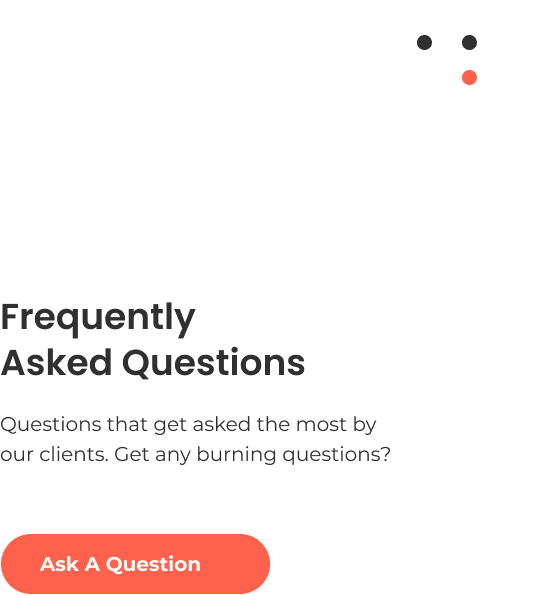 Frequently
Asked Questions
Questions that get asked the most by
our clients. Get any burning questions?
Ask A Question